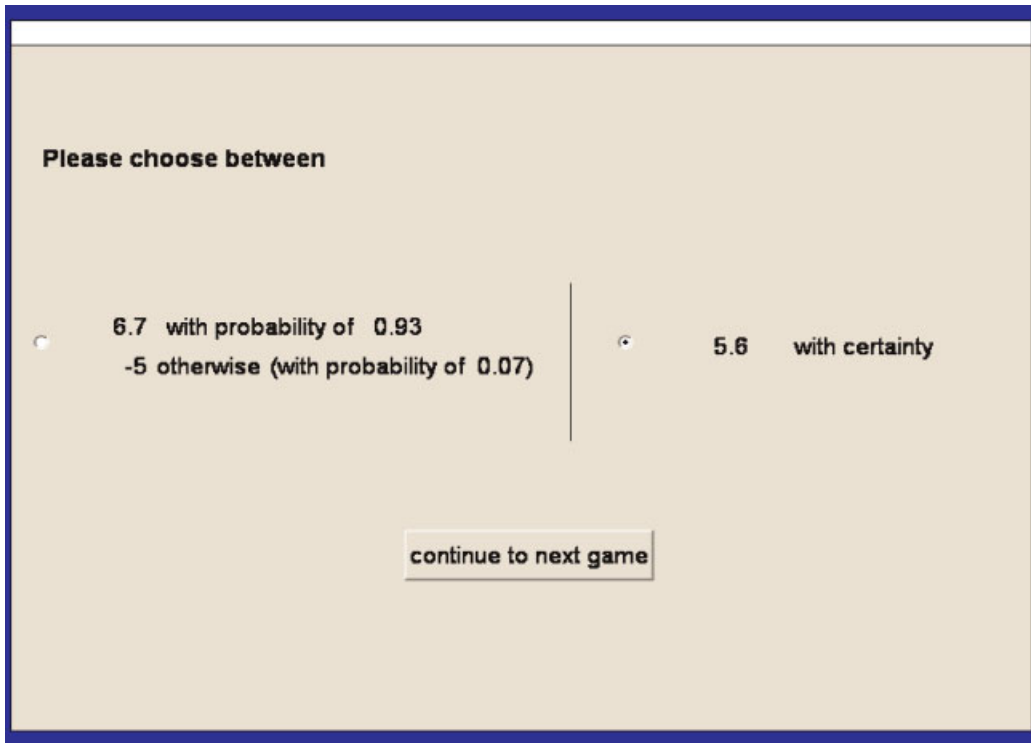 Please choose between
6.7 with probability of 0.93
-5 otherwise (with probability of 0.07)
5.6 with certainty
continue to next game